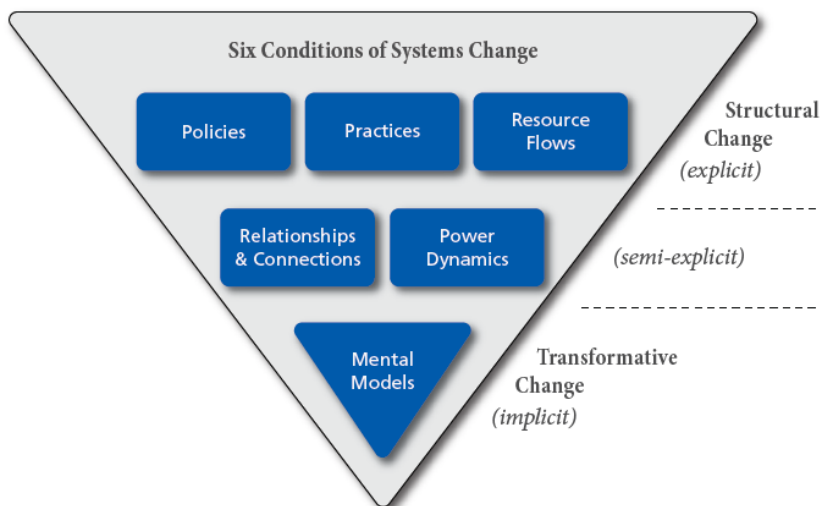 Six Conditions of Systems Change
Policies
Practices
Resource
Flows
Structural
Change
(explicit)
Relationships
& Connections
Power
Dynamics
(semi-explicit)
Mental
Models
Transformative
Change
(implicit)